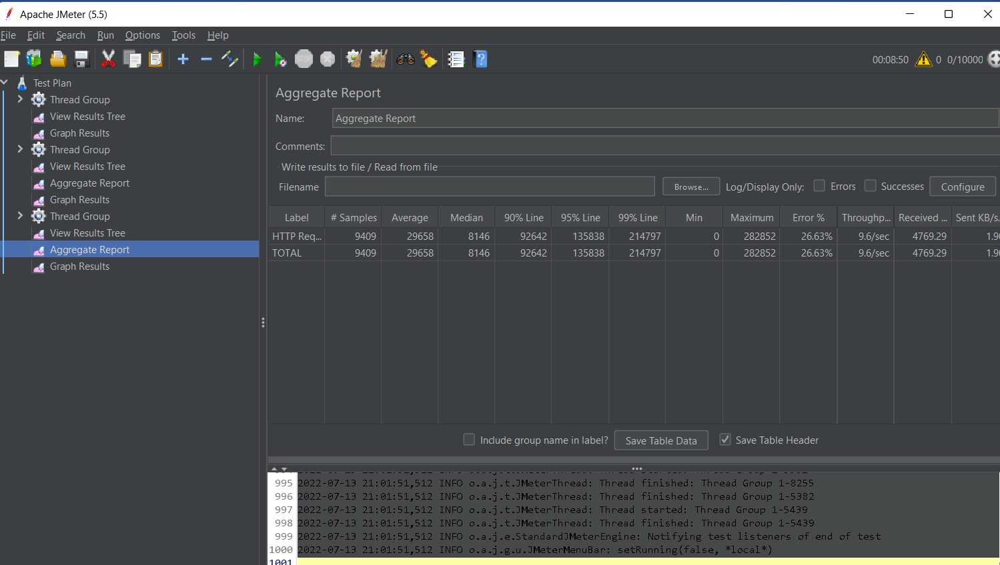 Apache JMeter (5.5)
File Edit Search Run Options Tools Help
STOP
00:08:50 0 0/10000
Test Plan
Thread Group
View Results Tree
Graph Results
Thread Group
View Results Tree
Aggregate Report
Graph Results
Thread Group
View Results Tree
Aggregate Report
Graph Results
Aggregate Report
Name: Aggregate Report
Comments:
Write results to file / Read from file
Filename Browse... Log/Display Only: Errors Successes Configure
Label # Samples Average Median 90% Line 95% Line 99% Line Min Maximum Error % Throughp... Received ... Sent KB/s.
HTTP Req... 9409 29658 8146 92642 135838 214797 0 282852 26.63% 9.6/sec 4769.29
TOTAL 9409 29658 8146 92642 135838 214797 0 282852 26.63% 9.6/sec 4769.29
Include group name in label? Save Table Data Save Table Header
995 2022-07-13 21:01:51,512 INFO o.a.j.t.JMeterThread: Thread finished: Thread Group 1-8255
996 2022-07-13 21:01:51,512 INFO o.a.j.t.JMeterThread: Thread finished: Thread Group 1-5382
997 2022-07-13 21:01:51,512 INFO o.a.j.t.JMeterThread: Thread started: Thread Group 1-5439
998 2022-07-13 21:01:51,512 INFO o.a.j.t.JMeterThread: Thread finished: Thread Group 1-5439
999 2022-07-13 21:01:51,512 INFO o.a.j.e.StandardJMeterEngine: Notifying test listeners of end of test
1000 2022-07-13 21:01:51,512 INFO o.a.j.g.u.JMeterMenuBar: setRunning(false, *local*)
1001